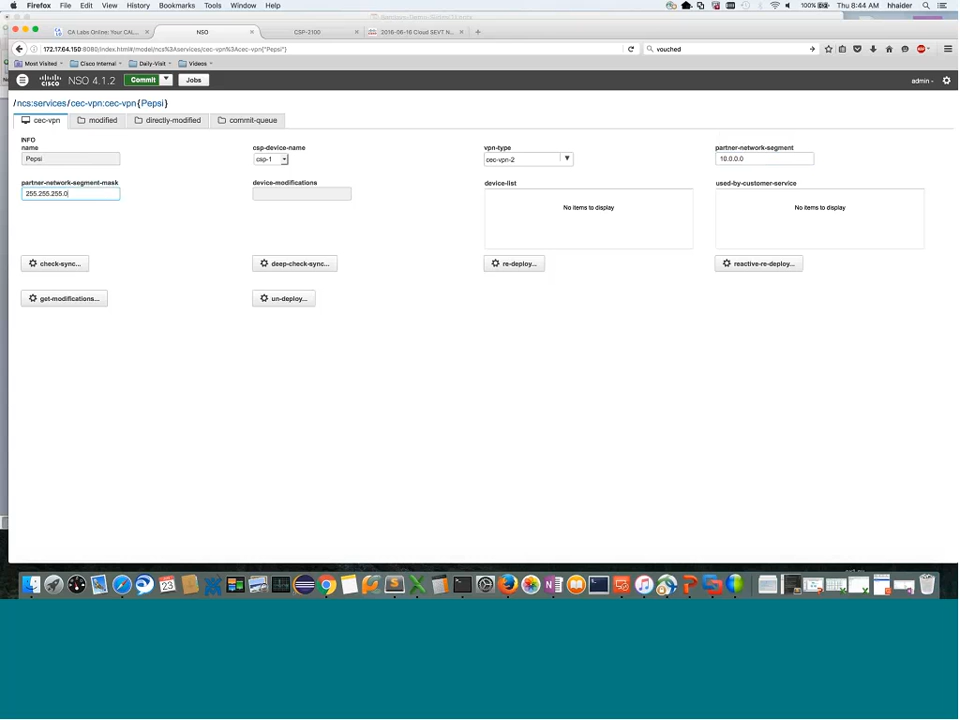 Firefox File Edit View History Bookmarks Tools Window Help 100% Thu 8:44 AM hhaider
CA Labs Online: Your CAL... × NSO × CSP-2100 × 2016-06-16 Cloud SEVT N... × +
172.17.64.150:8080/index.html#/model/ncs%3Aservices/cec-vpn%3Acec-vpn{"Pepsi"} vouched
Most Visited Cisco Internal Daily-Visit Videos
cisco NSO 4.1.2 Commit Jobs admin
/ncs:services/cec-vpn:cec-vpn{Pepsi}
cec-vpn modified directly-modified commit-queue
INFO
name csp-device-name vpn-type partner-network-segment
Pepsi csp-1 cec-vpn-2 10.0.0.0
partner-network-segment-mask device-modifications device-list used-by-customer-service
255.255.255.0
No items to display No items to display
check-sync... deep-check-sync... re-deploy... reactive-re-deploy...
get-modifications... un-deploy...
23